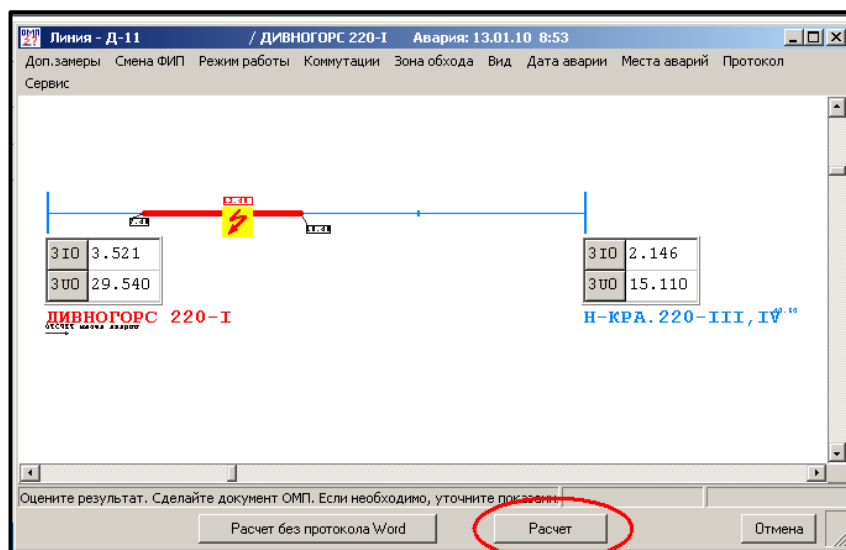 ОМП 27 Линия - Д-11 / ДИВНОГОРС 220-I Авария: 13.01.10 8:53
Доп.замеры Смена ФИП Режим работы Коммутации Зона обхода Вид Дата аварии Места аварий Протокол
Сервис
3I0 3.521
3U0 29.540
ДИВНОГОРС 220-I
3I0 2.146
3U0 15.110
Н-КРА.220-III,IV
Оцените результат. Сделайте документ ОМП. Если необходимо, уточните
Расчет без протокола Word Расчет Отмена